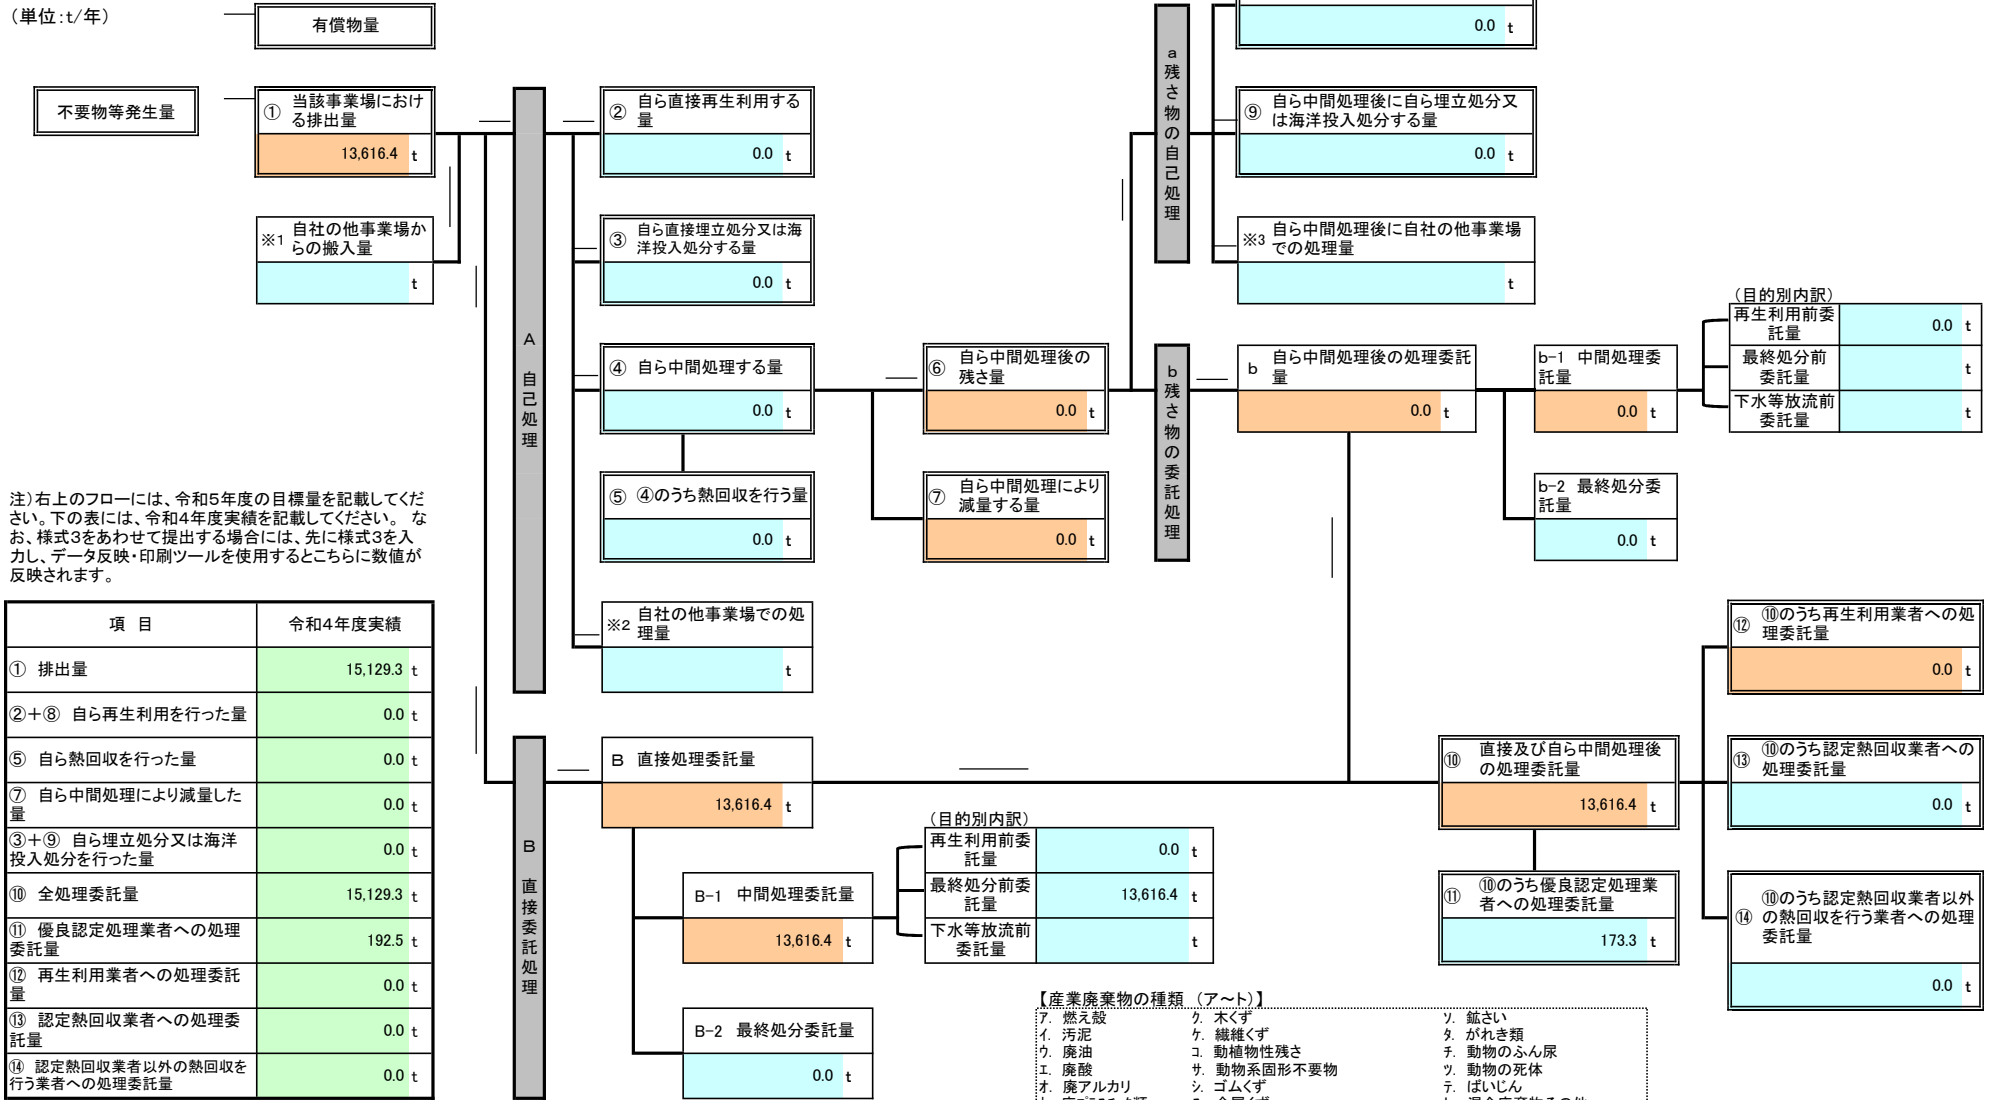 （単位：t/年）
有償物量
0.0 t
不要物等発生量
① 当該事業場におけ
る排出量
13,616.4 t
※1 自社の他事業場か
らの搬入量
t
A 自己処理
② 自ら直接再生利用する
量
0.0 t
③ 自ら直接埋立処分又は海
洋投入処分する量
0.0 t
④ 自ら中間処理する量
0.0 t
⑤ ④のうち熱回収を行う量
0.0 t
※2 自社の他事業場での処
理量
t
⑥ 自ら中間処理後の
残さ量
0.0 t
⑦ 自ら中間処理により
減量する量
0.0 t
a 残さ物の自己処理
⑨ 自ら中間処理後に自ら埋立処分又
は海洋投入処分する量
0.0 t
※3 自ら中間処理後に自社の他事業場
での処理量
t
b 残さ物の委託処理
b 自ら中間処理後の処理委託
量
0.0 t
b-1 中間処理委
託量
0.0 t
b-2 最終処分委
託量
0.0 t
（目的別内訳）
再生利用前委
託量
0.0 t
最終処分前
委託量
t
下水等放流前
委託量
t
注）右上のフローには、令和5年度の目標量を記載してくだ
さい。下の表には、令和4年度実績を記載してください。 な
お、様式3をあわせて提出する場合には、先に様式3を入
力し、データ反映・印刷ツールを使用するとこちらに数値が
反映されます。
項 目 令和4年度実績
① 排出量 15,129.3 t
②＋⑧ 自ら再生利用を行った量 0.0 t
⑤ 自ら熱回収を行った量 0.0 t
⑦ 自ら中間処理により減量した
量 0.0 t
③＋⑨ 自ら埋立処分又は海洋
投入処分を行った量 0.0 t
⑩ 全処理委託量 15,129.3 t
⑪ 優良認定処理業者への処理
委託量 192.5 t
⑫ 再生利用業者への処理委託
量 0.0 t
⑬ 認定熱回収業者への処理委
託量 0.0 t
⑭ 認定熱回収業者以外の熱回収を
行う業者への処理委託量 0.0 t
B 直接委託処理
B 直接処理委託量
13,616.4 t
B-1 中間処理委託量
13,616.4 t
B-2 最終処分委託量
0.0 t
（目的別内訳）
再生利用前委
託量
0.0 t
最終処分前委
託量
13,616.4 t
下水等放流前
委託量
t
⑩ 直接及び自ら中間処理後
の処理委託量
13,616.4 t
⑪ ⑩のうち優良認定処理業
者への処理委託量
173.3 t
⑫ ⑩のうち再生利用業者への処
理委託量
0.0 t
⑬ ⑩のうち認定熱回収業者への
処理委託量
0.0 t
⑭ ⑩のうち認定熱回収業者以外
の熱回収を行う業者への処理
委託量
0.0 t
【産業廃棄物の種類 （ア～ト）】
ア. 燃え殻 ク. 木くず ソ. 鉱さい
イ. 汚泥 ケ. 繊維くず タ. がれき類
ウ. 廃油 コ. 動植物性残さ チ. 動物のふん尿
エ. 廃酸 サ. 動物系固形不要物 ツ. 動物の死体
オ. 廃アルカリ シ. ゴムくず テ. ばいじん